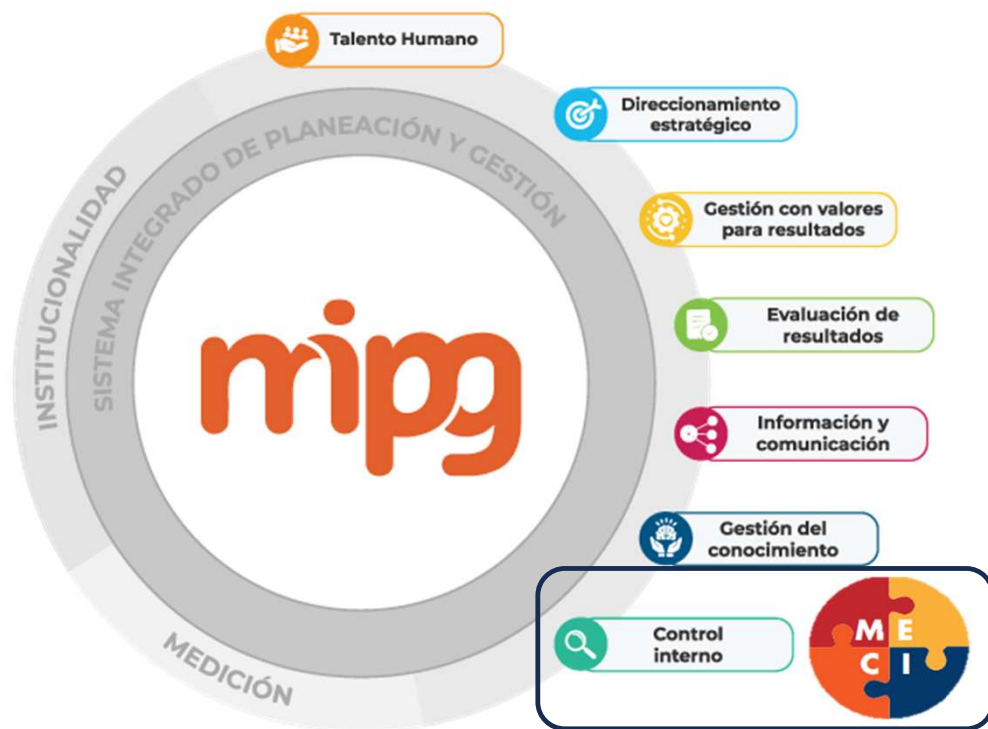 Talento Humano
Direccionamiento
estratégico
Gestión con valores
para resultados
Evaluación de
resultados
Información y
comunicación
Gestión del
conocimiento
Control
interno
M E
C I
INSTITUCIONALIDAD
SISTEMA INTEGRADO DE PLANEACIÓN Y GESTIÓN
mipg
MEDICIÓN